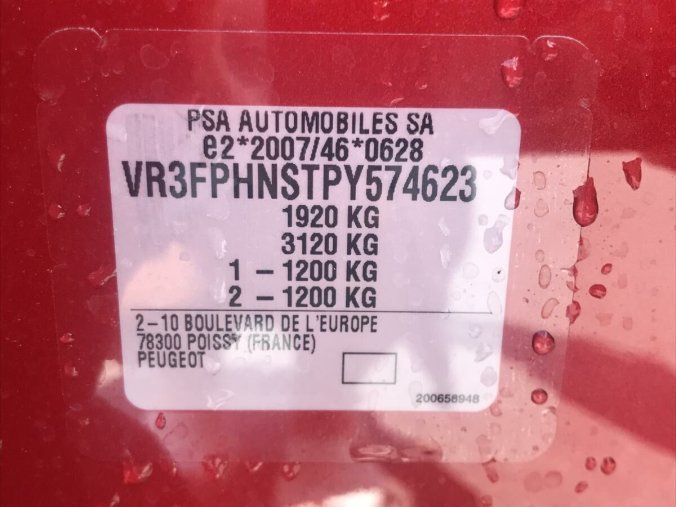 PSA AUTOMOBILES SA
e2*2007/46*0628
VR3FPHNSTPY574623
1920 KG
3120 KG
1 - 1200 KG
2 - 1200 KG
2-10 BOULEVARD DE L'EUROPE
78300 POISSY (FRANCE)
PEUGEOT
200658948